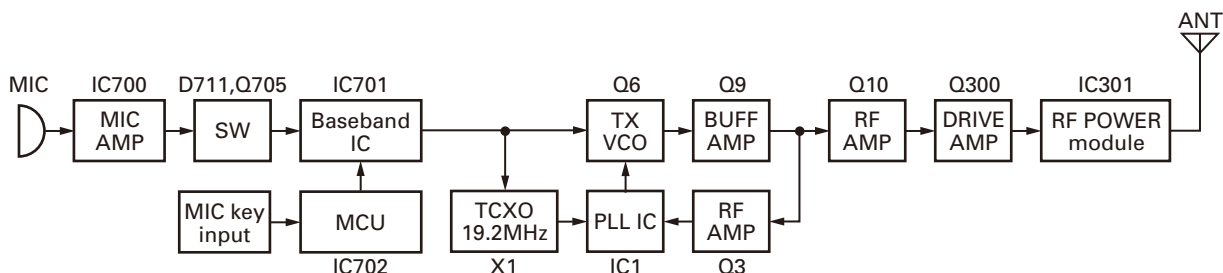 ANT
MIC
IC700
D711,Q705
IC701
Q6
Q9
Q10
Q300
IC301
MIC
AMP
SW
Baseband
IC
TX
VCO
BUFF
AMP
RF
AMP
DRIVE
AMP
RF POWER
module
MIC key
input
MCU
TCXO
19.2MHz
PLL IC
RF
AMP
IC702
X1
IC1
Q3